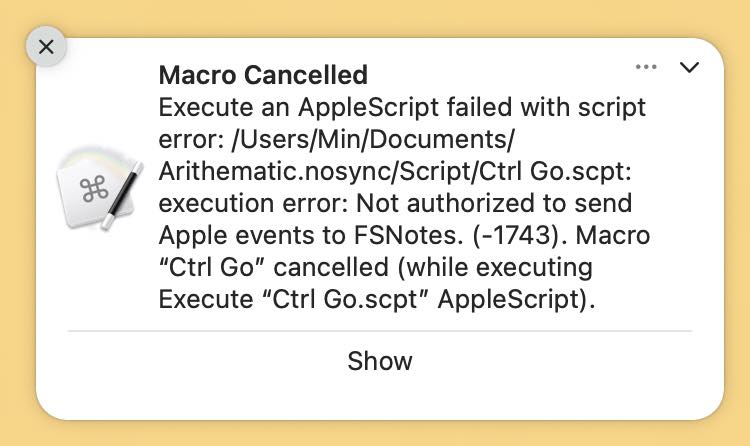 Macro Cancelled
Execute an AppleScript failed with script
error: /Users/Min/Documents/
Arithematic.nosync/Script/Ctrl Go.scpt:
execution error: Not authorized to send
Apple events to FSNotes. (-1743). Macro
“Ctrl Go” cancelled (while executing
Execute “Ctrl Go.scpt” AppleScript).
Show